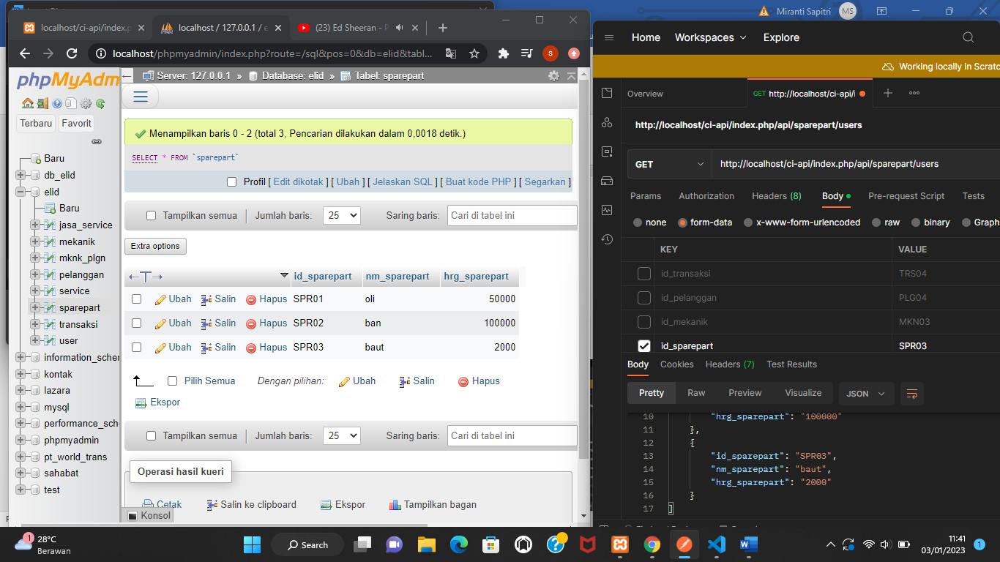 Miranti Sapitri
MS
localhost/ci-api/index.p
localhost / 127.0.0.1 / e
(23) Ed Sheeran - P
localhost/phpmyadmin/index.php?route=/sql&pos=0&db=elid&tabl...
S
phpMyAdm
Terbaru
Favorit
Baru
db_elid
elid
Baru
jasa_service
mekanik
mknk_plgn
pelanggan
service
sparepart
transaksi
user
information_schem
kontak
lazara
mysql
performance_sche
phpmyadmin
pt_world_trans
sahabat
test
Server: 127.0.0.1 » Database: elid » Tabel: sparepart
Menampilkan baris 0 - 2 (total 3, Pencarian dilakukan dalam 0,0018 detik.)
SELECT * FROM `sparepart`
Profil [ Edit dikotak ] [ Ubah ] [ Jelaskan SQL ] [ Buat kode PHP ] [ Segarkan ]
Tampilkan semua
Jumlah baris: 25
Saring baris: Cari di tabel ini
Extra options
id_sparepart nm_sparepart hrg_sparepart
Ubah Salin Hapus SPR01 oli 50000
Ubah Salin Hapus SPR02 ban 100000
Ubah Salin Hapus SPR03 baut 2000
Pilih Semua Dengan pilihan: Ubah Salin Hapus
Ekspor
Tampilkan semua
Jumlah baris: 25
Saring baris: Cari di tabel ini
Operasi hasil kueri
Cetak Salin ke clipboard Ekspor Tampilkan bagan
Konsol
Home Workspaces Explore
Working locally in Scratc
Overview
GET http://localhost/ci-api/i
http://localhost/ci-api/index.php/api/sparepart/users
GET http://localhost/ci-api/index.php/api/sparepart/users
Params Authorization Headers (8) Body Pre-request Script Tests
none form-data x-www-form-urlencoded raw binary Graph
KEY VALUE
id_transaksi TRS04
id_pelanggan PLG04
id_mekanik MKN03
id_sparepart SPR03
Body Cookies Headers (7) Test Results
Pretty Raw Preview Visualize JSON
10 "hrg_sparepart": "100000"
11 },
12 {
13 "id_sparepart": "SPR03",
14 "nm_sparepart": "baut",
15 "hrg_sparepart": "2000"
16 }
17 ]
1
28°C
Berawan
Search
11:41
03/01/2023
1